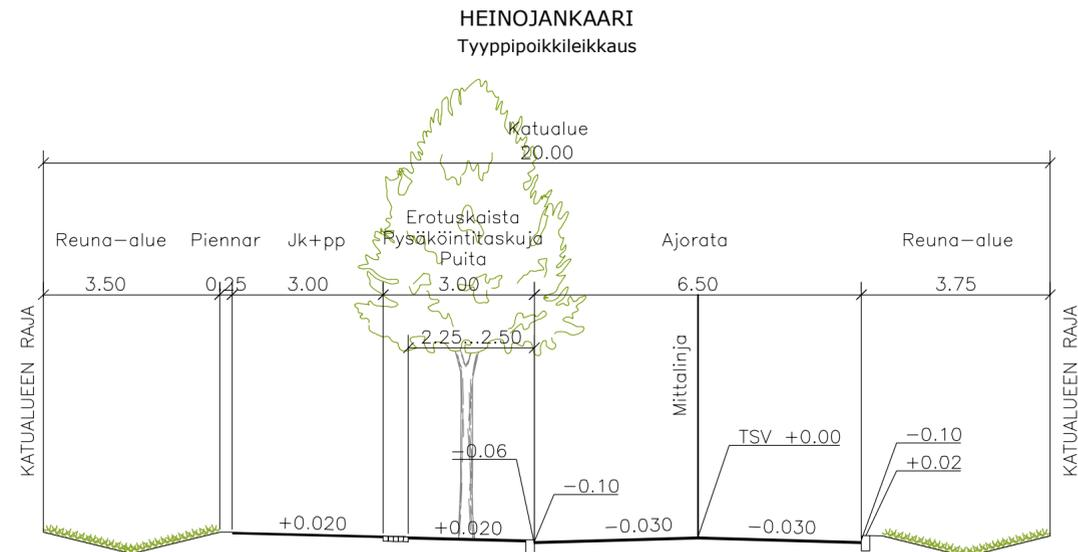 HEINOJANKAARI
Tyyppipoikkileikkaus
Katualue
20.00
Erotuskaista
Reuna-alue Piennar Jk+pp Pysäköintitaskuja Ajorata Reuna-alue
Puita
3.50 0.25 3.00 3.00 6.50 3.75
KATUALUEEN RAJA
2.25...2.50
Mittalinja
KATUALUEEN RAJA
TSV +0.00
-0.10
-0.06
+0.02
-0.10
+0.020 +0.020 -0.030 -0.030